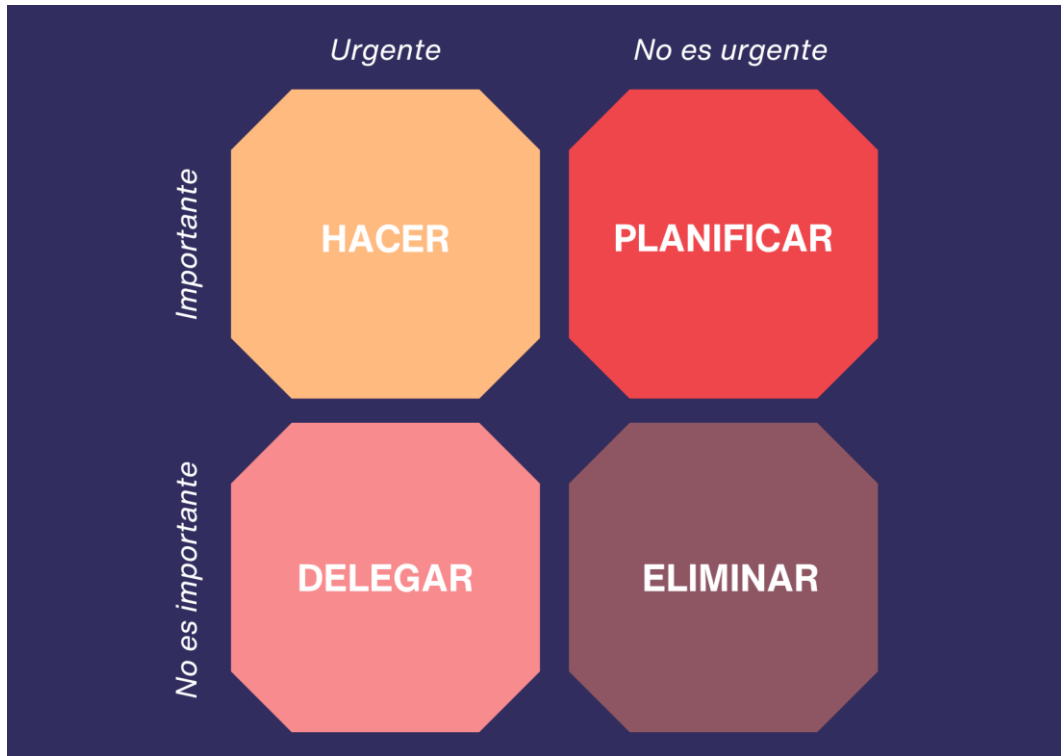 Urgente
No es urgente
Importante
HACER
PLANIFICAR
No es importante
DELEGAR
ELIMINAR